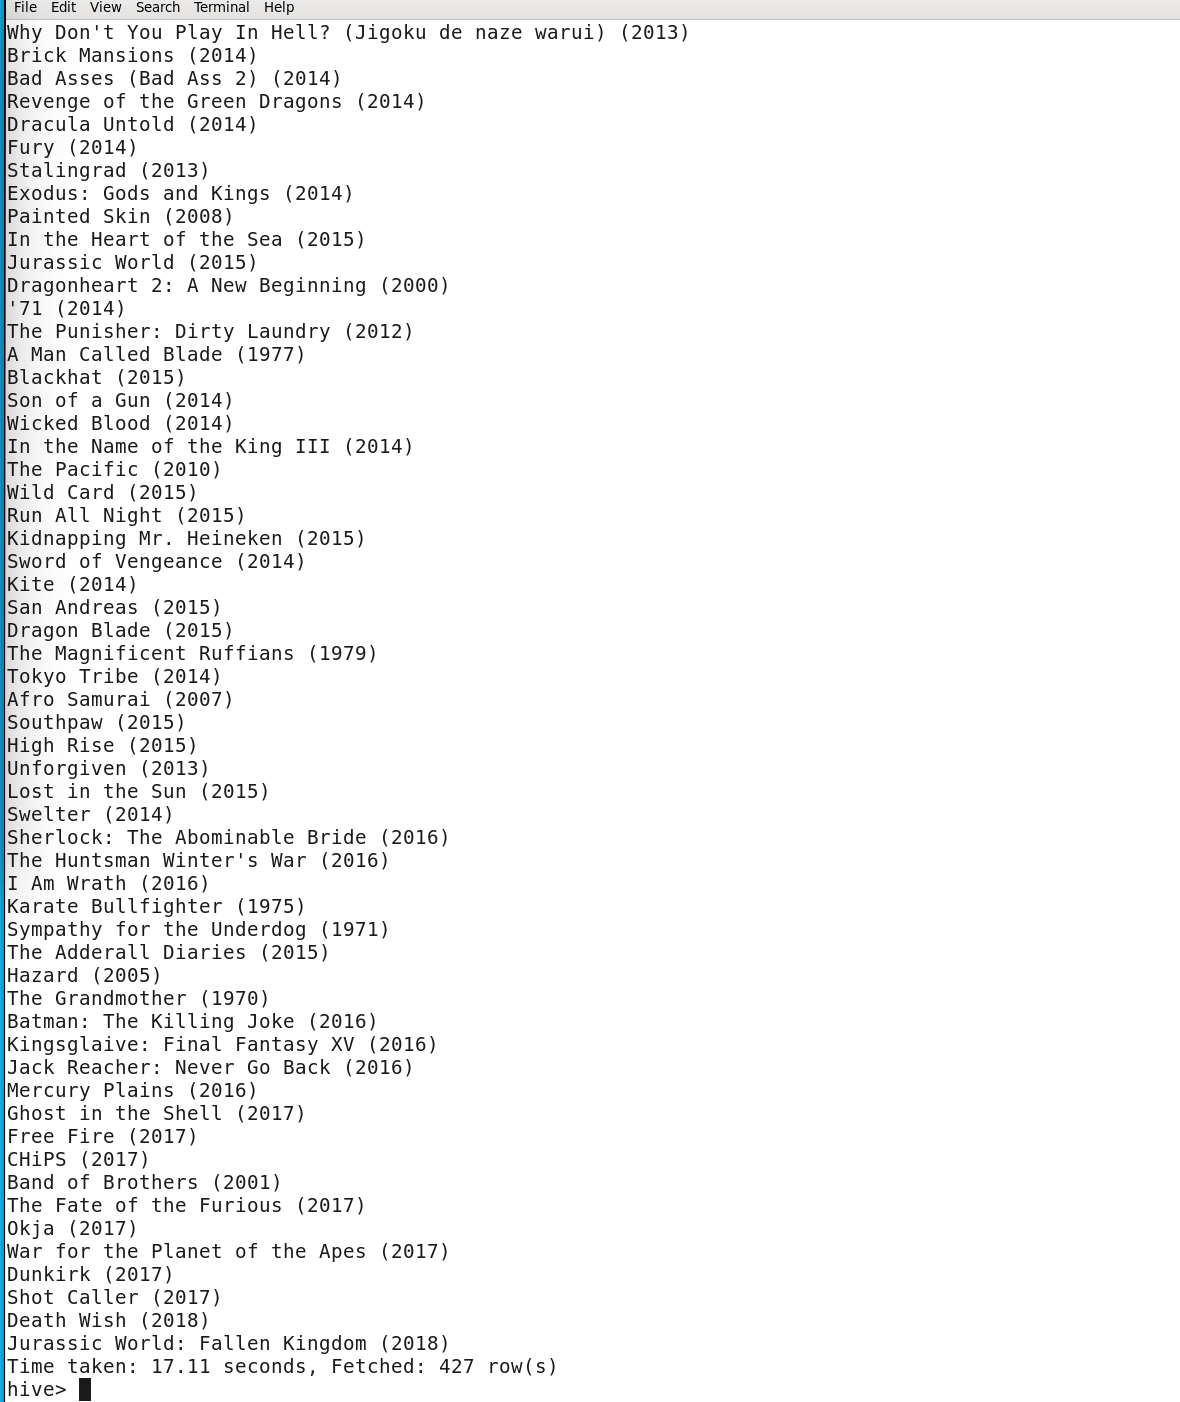 File Edit View Search Terminal Help
Why Don't You Play In Hell? (Jigoku de naze warui) (2013)
Brick Mansions (2014)
Bad Asses (Bad Ass 2) (2014)
Revenge of the Green Dragons (2014)
Dracula Untold (2014)
Fury (2014)
Stalingrad (2013)
Exodus: Gods and Kings (2014)
Painted Skin (2008)
In the Heart of the Sea (2015)
Jurassic World (2015)
Dragonheart 2: A New Beginning (2000)
'71 (2014)
The Punisher: Dirty Laundry (2012)
A Man Called Blade (1977)
Blackhat (2015)
Son of a Gun (2014)
Wicked Blood (2014)
In the Name of the King III (2014)
The Pacific (2010)
Wild Card (2015)
Run All Night (2015)
Kidnapping Mr. Heineken (2015)
Sword of Vengeance (2014)
Kite (2014)
San Andreas (2015)
Dragon Blade (2015)
The Magnificent Ruffians (1979)
Tokyo Tribe (2014)
Afro Samurai (2007)
Southpaw (2015)
High Rise (2015)
Unforgiven (2013)
Lost in the Sun (2015)
Swelter (2014)
Sherlock: The Abominable Bride (2016)
The Huntsman Winter's War (2016)
I Am Wrath (2016)
Karate Bullfighter (1975)
Sympathy for the Underdog (1971)
The Adderall Diaries (2015)
Hazard (2005)
The Grandmother (1970)
Batman: The Killing Joke (2016)
Kingsglaive: Final Fantasy XV (2016)
Jack Reacher: Never Go Back (2016)
Mercury Plains (2016)
Ghost in the Shell (2017)
Free Fire (2017)
CHiPS (2017)
Band of Brothers (2001)
The Fate of the Furious (2017)
Okja (2017)
War for the Planet of the Apes (2017)
Dunkirk (2017)
Shot Caller (2017)
Death Wish (2018)
Jurassic World: Fallen Kingdom (2018)
Time taken: 17.11 seconds, Fetched: 427 row(s)
hive>